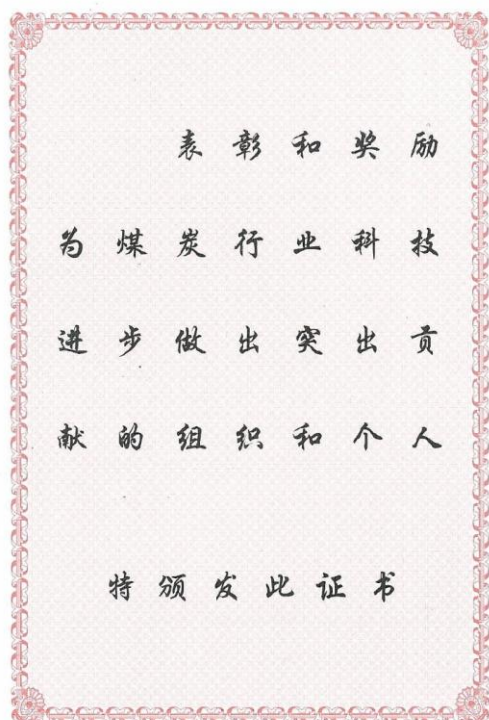 表彰和奖励
为煤炭行业科技
进步做出突出贡
献的组织和个人
特颁发此证书